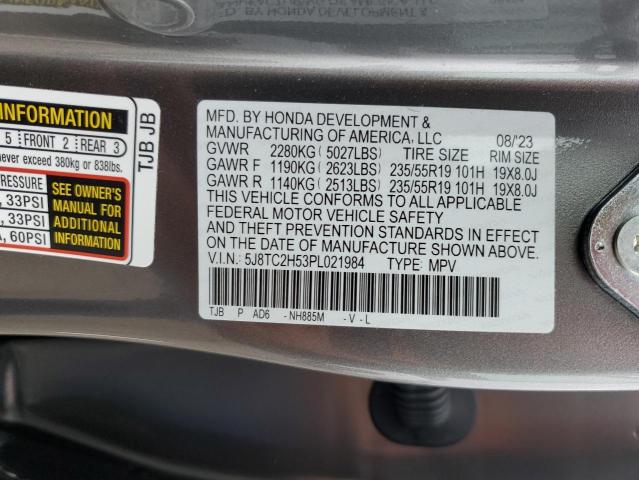 INFORMATION
5 FRONT 2 REAR 3
never exceed 380kg or 838lbs.
PRESSURE
, 33PSI
, 33PSI
A, 60PSI
SEE OWNER'S
MANUAL FOR
ADDITIONAL
INFORMATION
TJB JB
MFD. BY HONDA DEVELOPMENT &
MANUFACTURING OF AMERICA, LLC 08/'23
GVWR 2280KG(5027LBS) TIRE SIZE RIM SIZE
GAWR F 1190KG(2623LBS) 235/55R19 101H 19X8.0J
GAWR R 1140KG(2513LBS) 235/55R19 101H 19X8.0J
THIS VEHICLE CONFORMS TO ALL APPLICABLE
FEDERAL MOTOR VEHICLE SAFETY
AND THEFT PREVENTION STANDARDS IN EFFECT
ON THE DATE OF MANUFACTURE SHOWN ABOVE.
V.I.N.: 5J8TC2H53PL021984 TYPE: MPV
TJB P AD6 -NH885M -V-L